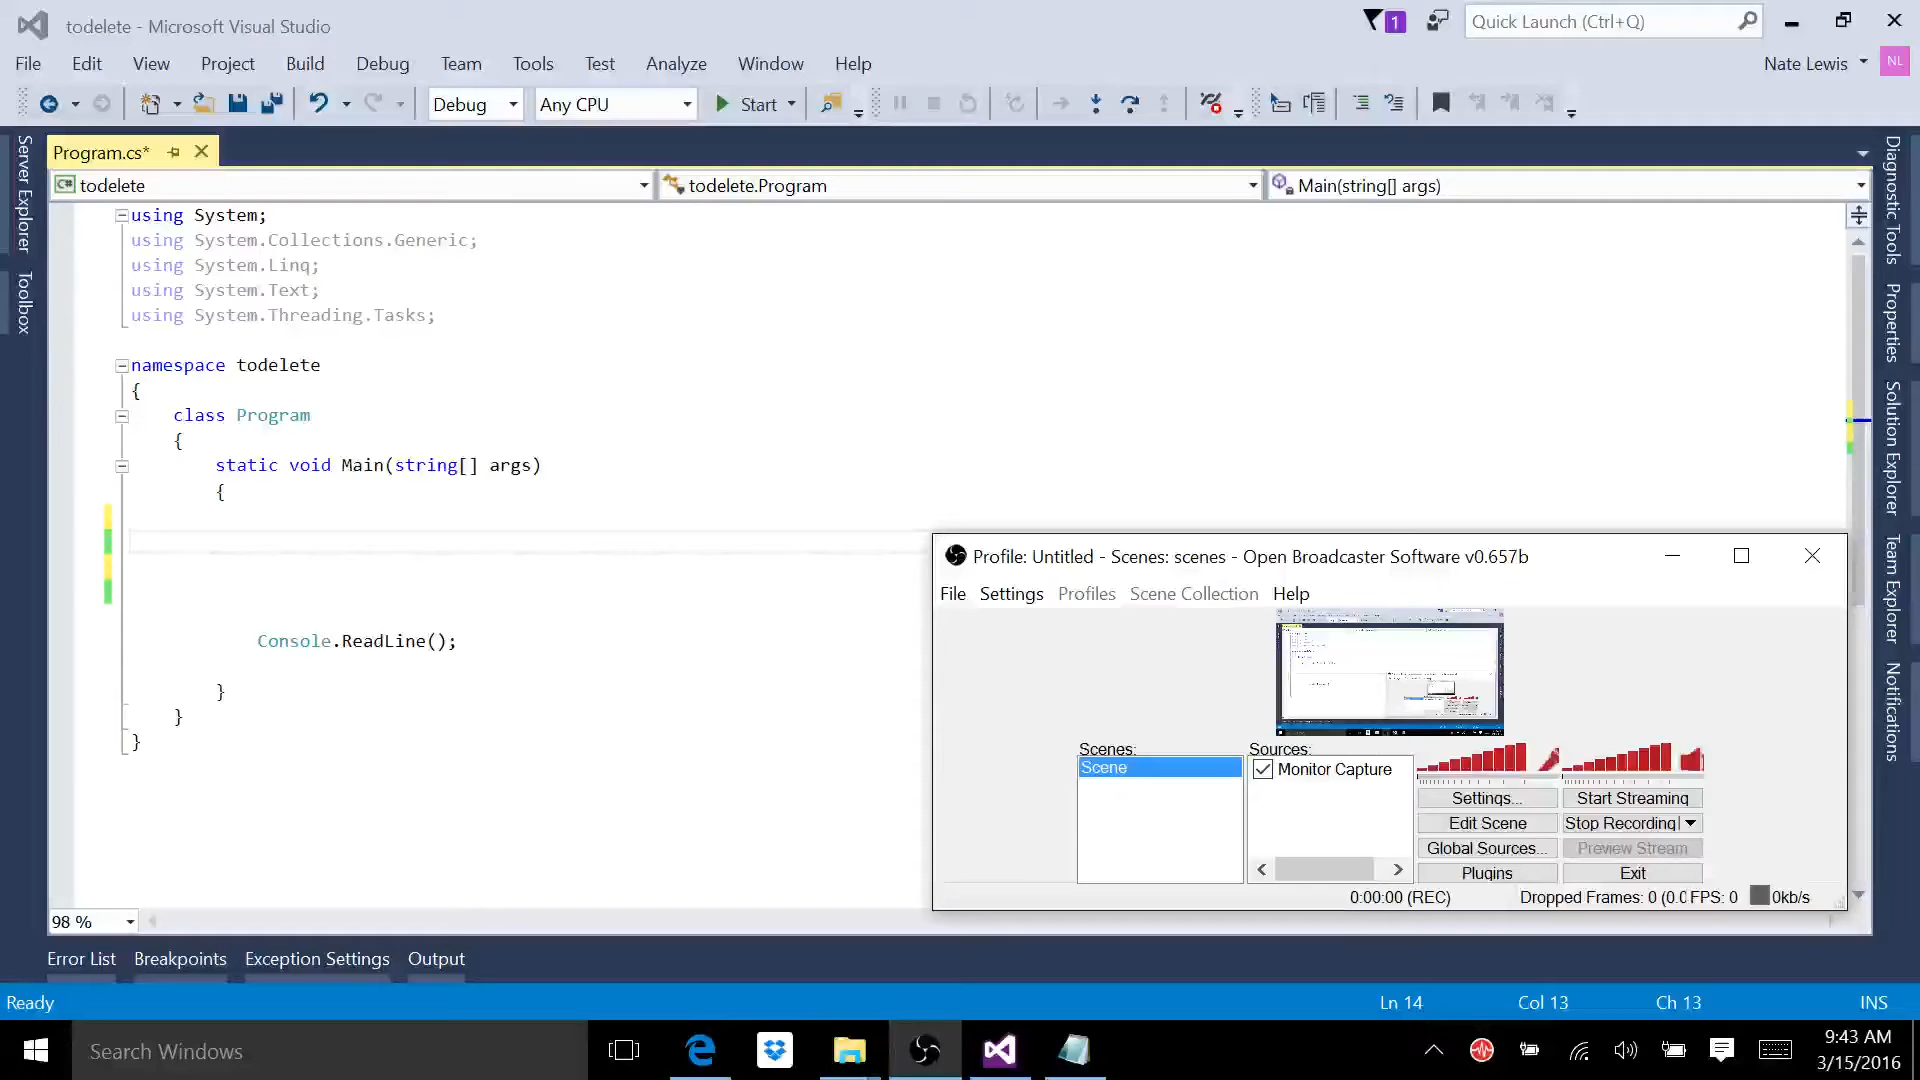 todelete - Microsoft Visual Studio
1
Quick Launch (Ctrl+Q)
File Edit View Project Build Debug Team Tools Test Analyze Window Help
Nate Lewis
NL
Debug
Any CPU
Start
Server Explorer
Toolbox
Program.cs*
C# todelete
todelete.Program
Main(string[] args)
using System;
using System.Collections.Generic;
using System.Linq;
using System.Text;
using System.Threading.Tasks;
namespace todelete
{
class Program
{
static void Main(string[] args)
{
Console.ReadLine();
}
}
}
Diagnostic Tools
Properties
Solution Explorer
Team Explorer
Notifications
Profile: Untitled - Scenes: scenes - Open Broadcaster Software v0.657b
File Settings Profiles Scene Collection Help
Scenes:
Scene
Sources:
Monitor Capture
Settings...
Start Streaming
Edit Scene
Stop Recording
Global Sources...
Preview Stream
Plugins
Exit
0:00:00 (REC)
Dropped Frames: 0 (0.0 FPS: 0
0kb/s
98 %
Error List Breakpoints Exception Settings Output
Ready
Ln 14
Col 13
Ch 13
INS
Search Windows
9:43 AM
3/15/2016